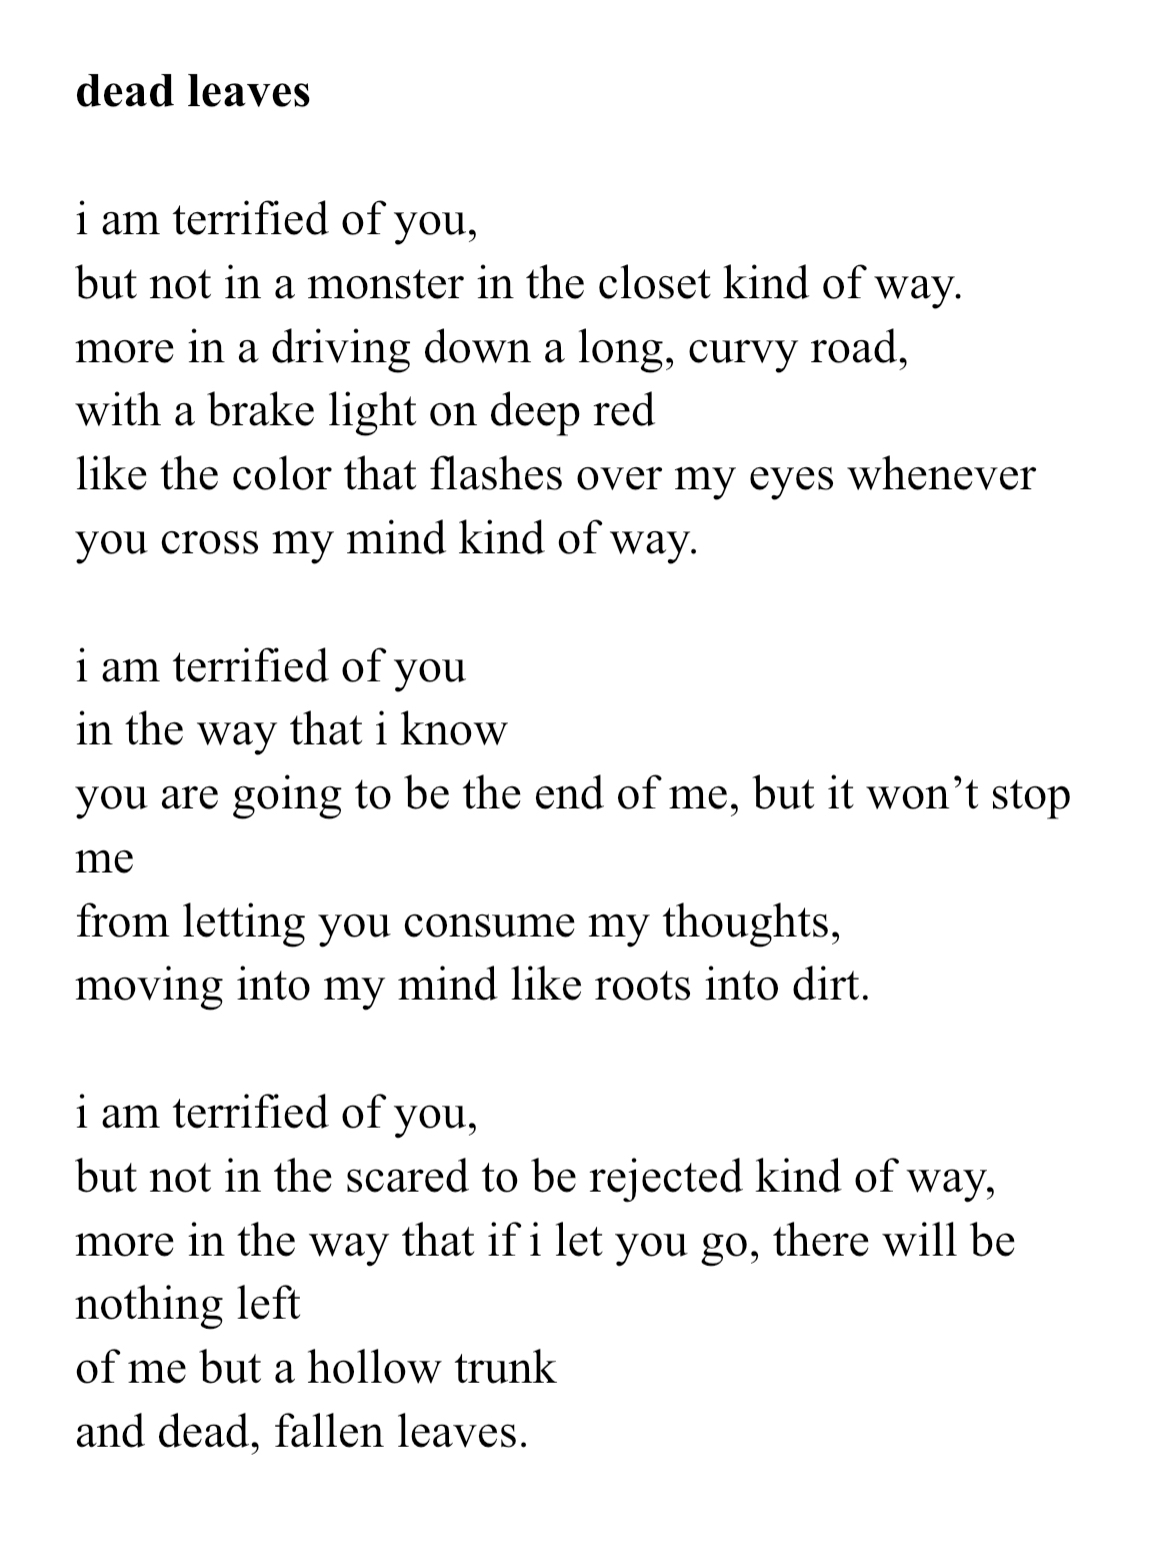 dead leaves
i am terrified of you,
but not in a monster in the closet kind of way.
more in a driving down a long, curvy road,
with a brake light on deep red
like the color that flashes over my eyes whenever
you cross my mind kind of way.
i am terrified of you
in the way that i know
you are going to be the end of me, but it won’t stop
me
from letting you consume my thoughts,
moving into my mind like roots into dirt.
i am terrified of you,
but not in the scared to be rejected kind of way,
more in the way that if i let you go, there will be
nothing left
of me but a hollow trunk
and dead, fallen leaves.